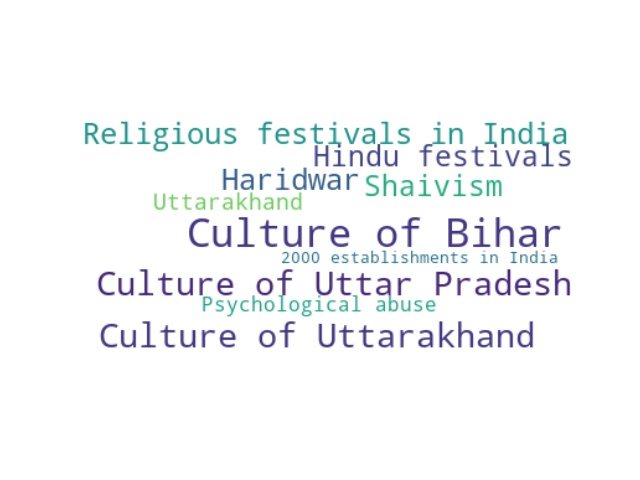 Religious festivals in India
Hindu festivals
Haridwar
Shaivism
Uttarakhand
Culture of Bihar
2000 establishments in India
Culture of Uttar Pradesh
Psychological abuse
Culture of Uttarakhand